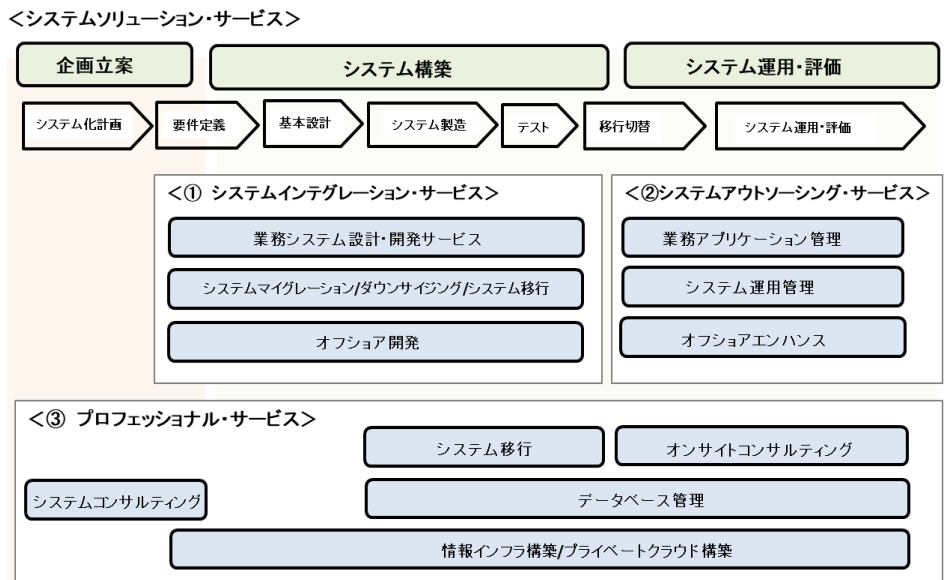 ＜システムソリューション・サービス＞
企画立案
システム構築
システム運用・評価
システム化計画
要件定義
基本設計
システム製造
テスト
移行切替
システム運用・評価
＜① システムインテグレーション・サービス＞
業務システム設計・開発サービス
システムマイグレーション/ダウンサイジング/システム移行
オフショア開発
＜②システムアウトソーシング・サービス＞
業務アプリケーション管理
システム運用管理
オフショアエンハンス
＜③ プロフェッショナル・サービス＞
システム移行
オンサイトコンサルティング
システムコンサルティング
データベース管理
情報インフラ構築/プライベートクラウド構築